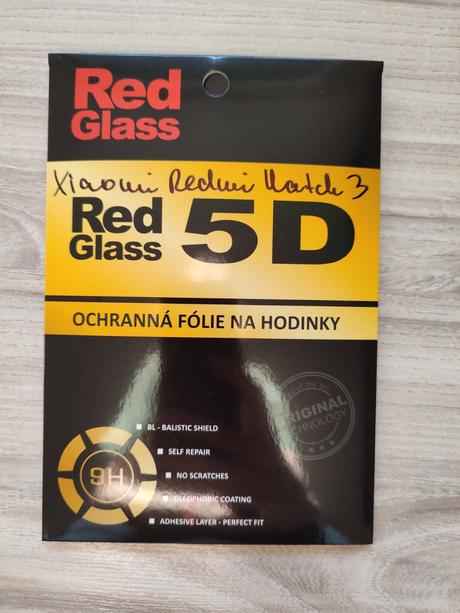 Red
Glass
Xiaomi Redmi Watch 3
Red
Glass 5D
OCHRANNÁ FÓLIE NA HODINKY
ORIGINAL
TECHNOLOGY
BL - BALISTIC SHIELD
SELF REPAIR
9H
NO SCRATCHES
OLEOPHOBIC COATING
ADHESIVE LAYER - PERFECT FIT